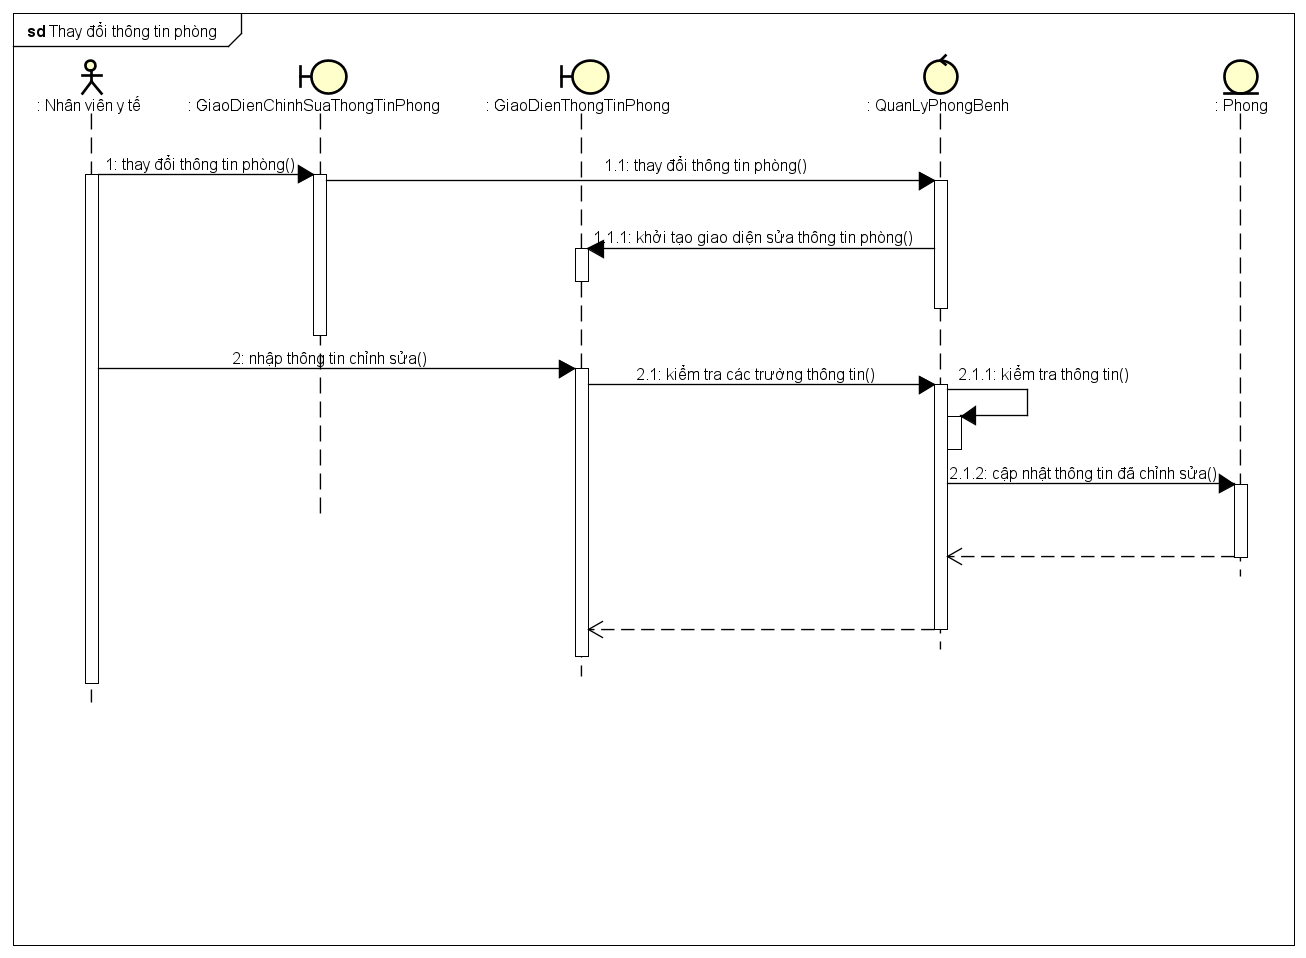 sd Thay đổi thông tin phòng
: Nhân viên y tế
: GiaoDienChinhSuaThongTinPhong
: GiaoDienThongTinPhong
: QuanLyPhongBenh
: Phong
1: thay đổi thông tin phòng()
1.1: thay đổi thông tin phòng()
1.1.1: khởi tạo giao diện sửa thông tin phòng()
2: nhập thông tin chỉnh sửa()
2.1: kiểm tra các trường thông tin()
2.1.1: kiểm tra thông tin()
2.1.2: cập nhật thông tin đã chỉnh sửa()